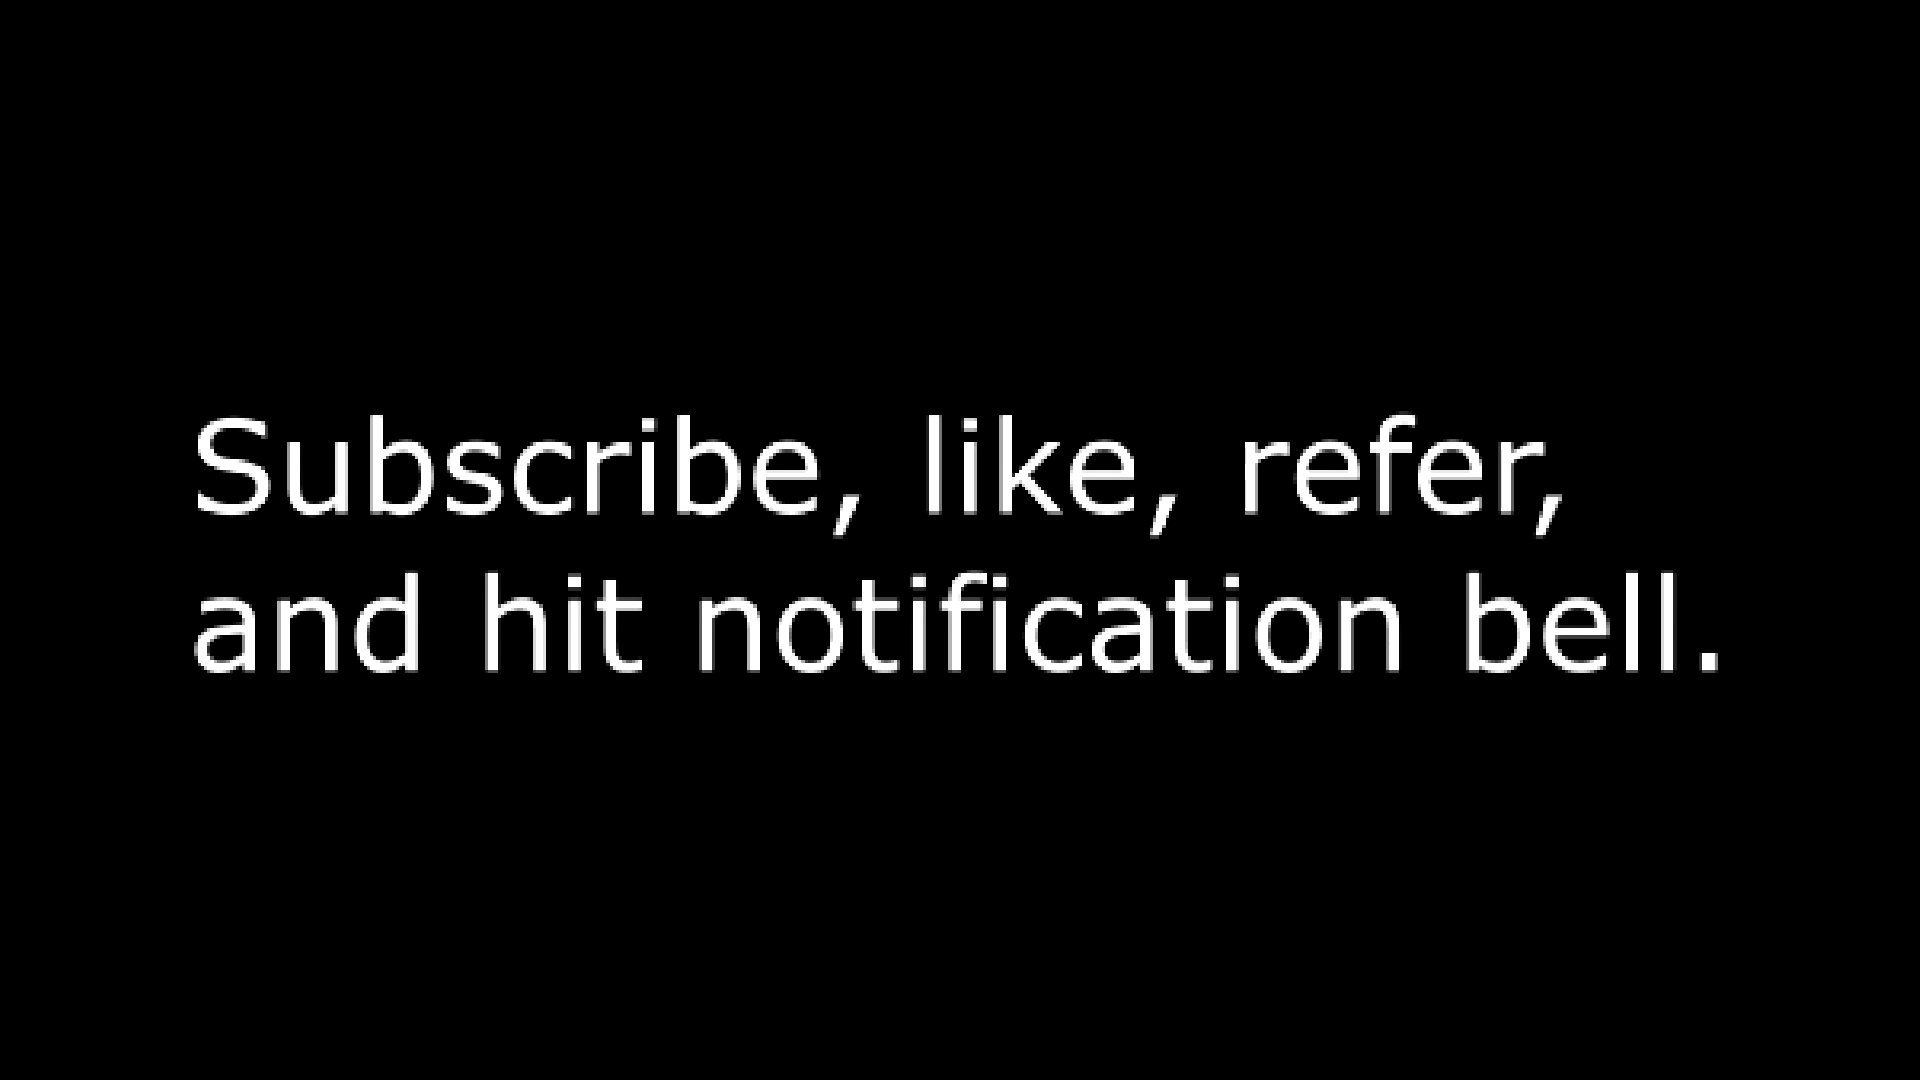 Subscribe, like, refer,
and hit notification bell.